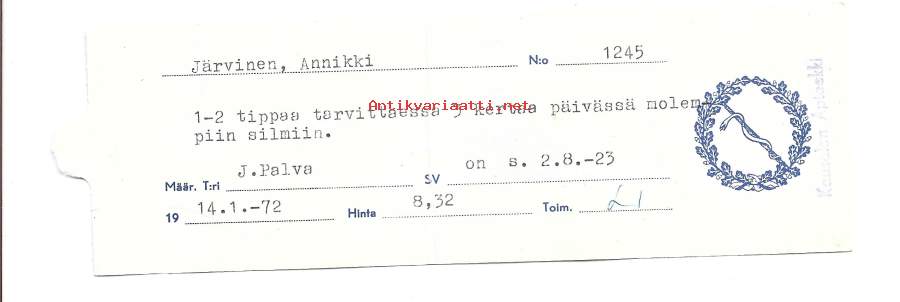 Järvinen, Annikki N:o 1245
1-2 tippaa tarvittaessa 3 kertaa päivässä molem-
piin silmiin.
Antikvariaatti.net
Määr. T:ri J.Palva SV on s. 2.8.-23
19 14.1.-72 Hinta 8,32 Toim.
Apteekki